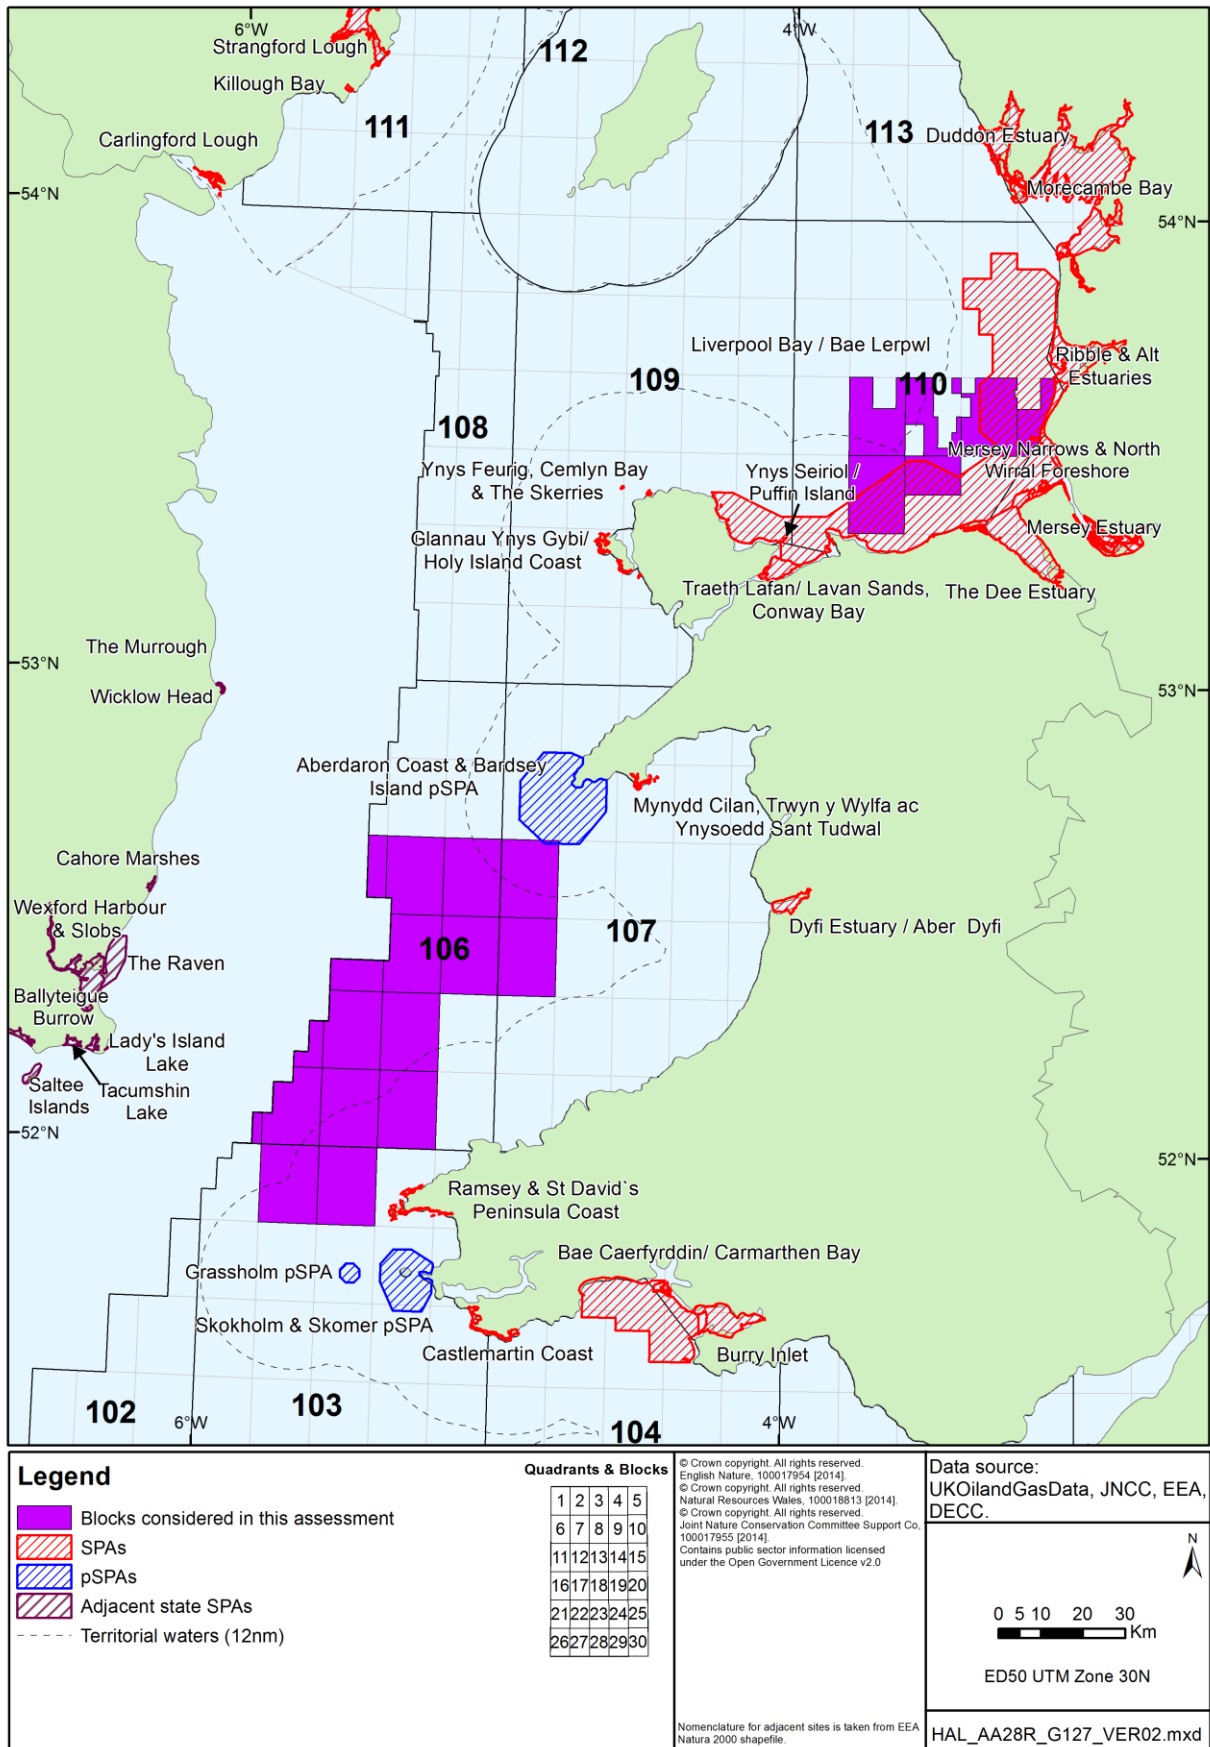 6°W
4°W
Strangford Lough
112
Killough Bay
111
113
Carlingford Lough
Duddon Estuary
54°N
Morecambe Bay
54°N
Liverpool Bay / Bae Lerpwl
Ribble & Alt
Estuaries
109
110
108
Ynys Feurig, Cemlyn Bay
& The Skerries
Ynys Seiriol /
Puffin Island
Mersey Narrows & North
Wirral Foreshore
Glannau Ynys Gybi/
Holy Island Coast
Mersey Estuary
Traeth Lafan/ Lavan Sands,
Conway Bay
The Dee Estuary
The Murrough
53°N
53°N
Wicklow Head
Aberdaron Coast & Bardsey
Island pSPA
Mynydd Cilan, Trwyn y Wylfa ac
Ynysoedd Sant Tudwal
Cahore Marshes
Wexford Harbour
& Slobs
Dyfi Estuary / Aber Dyfi
107
106
The Raven
Ballyteigue
Burrow
Lady's Island
Lake
Saltee
Islands
Tacumshin
Lake
52°N
52°N
Ramsey & St David`s
Peninsula Coast
Bae Caerfyrddin/ Carmarthen Bay
Grassholm pSPA
Skokholm & Skomer pSPA
Castlemartin Coast
Burry Inlet
102
6°W
103
104
4°W
Legend
Blocks considered in this assessment
SPAs
pSPAs
Adjacent state SPAs
Territorial waters (12nm)
Quadrants & Blocks
1 2 3 4 5
6 7 8 9 10
11 12 13 14 15
16 17 18 19 20
21 22 23 24 25
26 27 28 29 30
© Crown copyright. All rights reserved.
English Nature, 100017954 [2014].
© Crown copyright. All rights reserved.
Natural Resources Wales, 100018813 [2014].
© Crown copyright. All rights reserved.
Joint Nature Conservation Committee Support Co,
100017955 [2014].
Contains public sector information licensed
under the Open Government Licence v2.0
Nomenclature for adjacent sites is taken from EEA
Natura 2000 shapefile.
Data source:
UKOilandGasData, JNCC, EEA,
DECC.
N
0 5 10 20 30
Km
ED50 UTM Zone 30N
HAL_AA28R_G127_VER02.mxd